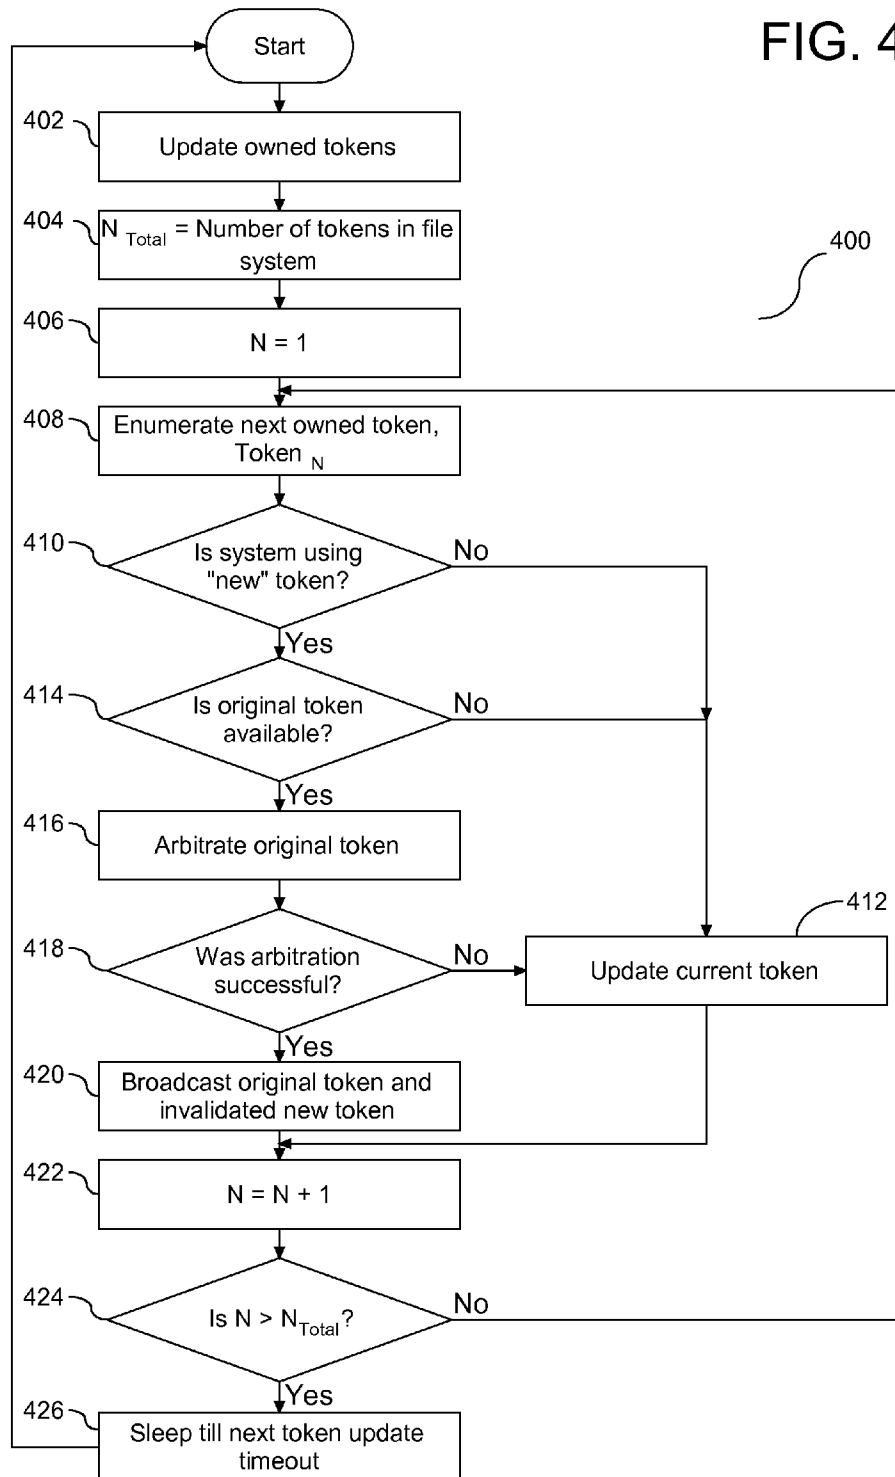 FIG. 4
Start
402
Update owned tokens
404
N Total = Number of tokens in file
system
400
406
N = 1
408
Enumerate next owned token,
Token N
410
Is system using
"new" token?
No
Yes
414
Is original token
available?
No
Yes
416
Arbitrate original token
412
418
Was arbitration
successful?
No
Update current token
Yes
420
Broadcast original token and
invalidated new token
422
N = N + 1
424
Is N > NTotal?
No
Yes
426
Sleep till next token update
timeout